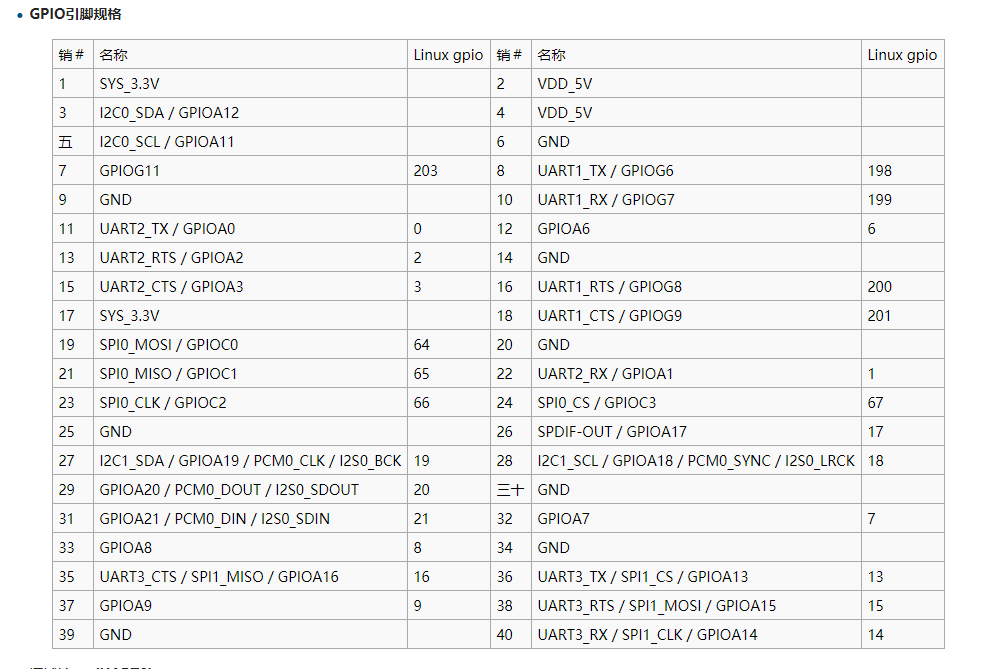 GPIO引脚规格
销# 名称 Linux gpio 销# 名称 Linux gpio
1 SYS_3.3V 2 VDD_5V
3 I2C0_SDA / GPIOA12 4 VDD_5V
五 I2C0_SCL / GPIOA11 6 GND
7 GPIOG11 203 8 UART1_TX / GPIOG6 198
9 GND 10 UART1_RX / GPIOG7 199
11 UART2_TX / GPIOA0 0 12 GPIOA6 6
13 UART2_RTS / GPIOA2 2 14 GND
15 UART2_CTS / GPIOA3 3 16 UART1_RTS / GPIOG8 200
17 SYS_3.3V 18 UART1_CTS / GPIOG9 201
19 SPI0_MOSI / GPIOC0 64 20 GND
21 SPI0_MISO / GPIOC1 65 22 UART2_RX / GPIOA1 1
23 SPI0_CLK / GPIOC2 66 24 SPI0_CS / GPIOC3 67
25 GND 26 SPDIF-OUT / GPIOA17 17
27 I2C1_SDA / GPIOA19 / PCM0_CLK / I2S0_BCK 19 28 I2C1_SCL / GPIOA18 / PCM0_SYNC / I2S0_LRCK 18
29 GPIOA20 / PCM0_DOUT / I2S0_SDOUT 20 三十 GND
31 GPIOA21 / PCM0_DIN / I2S0_SDIN 21 32 GPIOA7 7
33 GPIOA8 8 34 GND
35 UART3_CTS / SPI1_MISO / GPIOA16 16 36 UART3_TX / SPI1_CS / GPIOA13 13
37 GPIOA9 9 38 UART3_RTS / SPI1_MOSI / GPIOA15 15
39 GND 40 UART3_RX / SPI1_CLK / GPIOA14 14